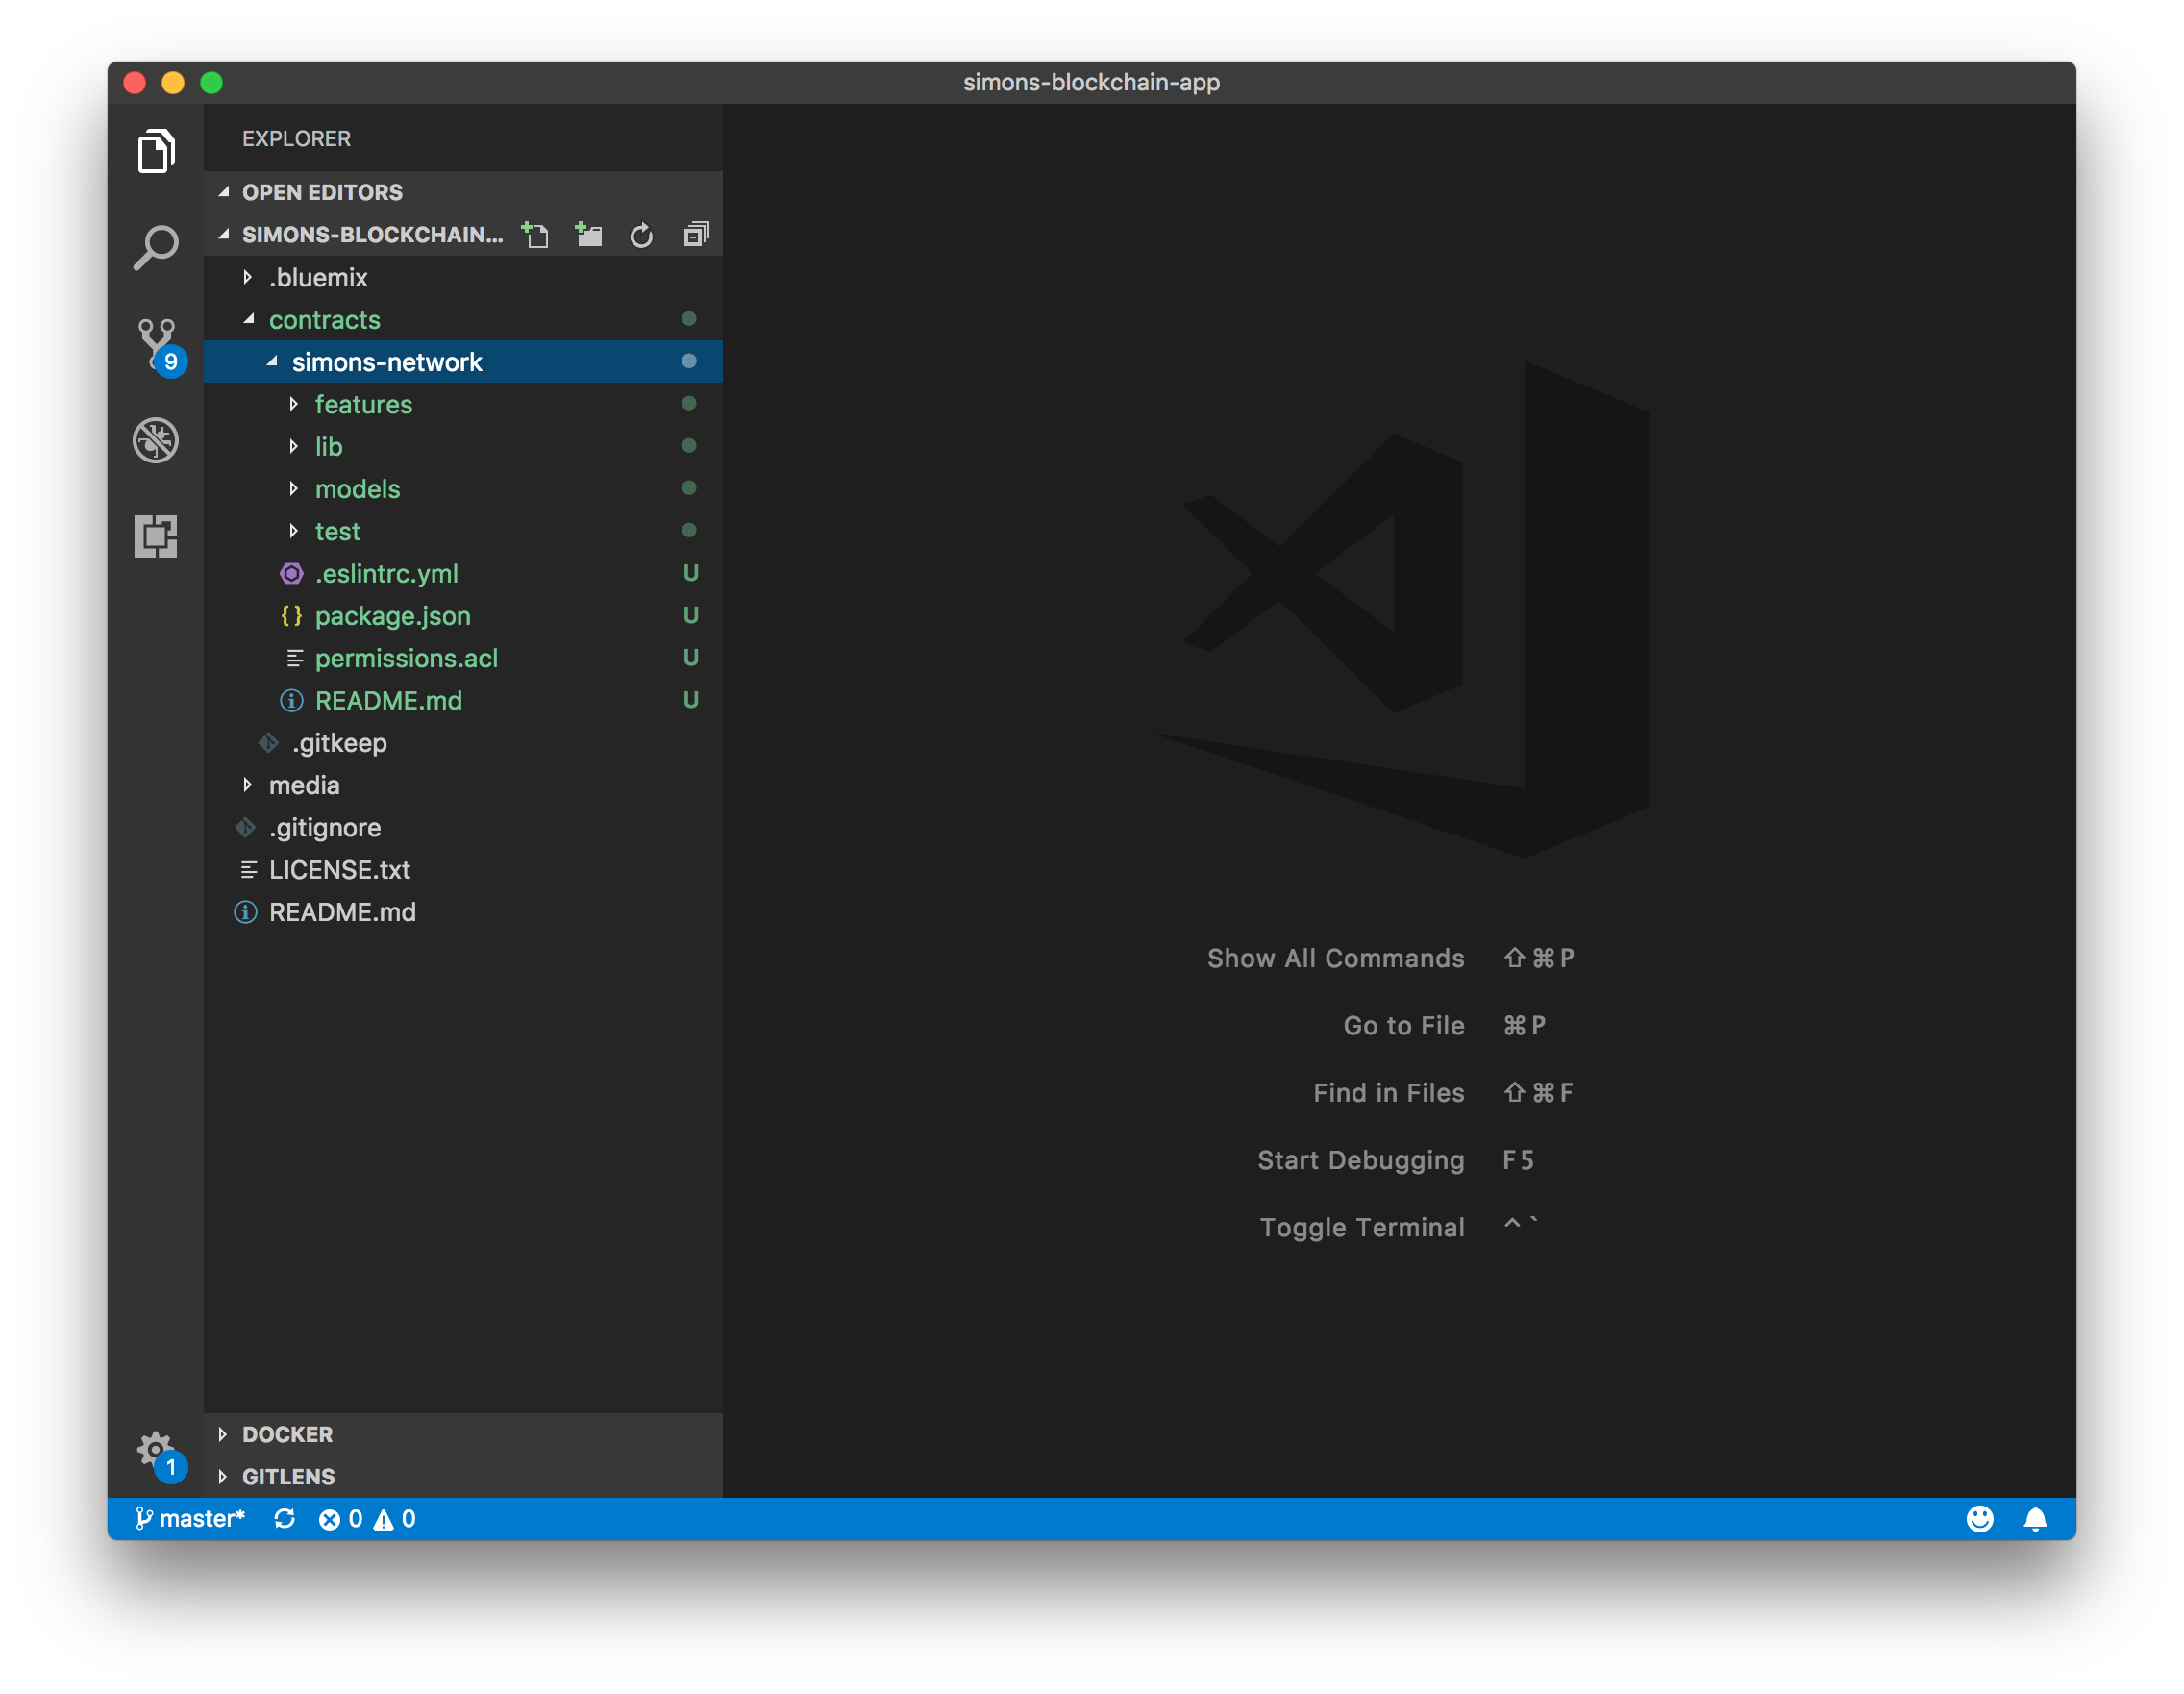 simons-blockchain-app
EXPLORER
OPEN EDITORS
SIMONS-BLOCKCHAIN...
.bluemix
contracts
simons-network
features
lib
models
test
.eslintrc.yml U
{} package.json U
permissions.acl U
README.md U
.gitkeep
media
.gitignore
LICENSE.txt
README.md
9
Show All Commands ⇧⌘P
Go to File ⌘P
Find in Files ⇧⌘F
Start Debugging F5
Toggle Terminal ^`
DOCKER
GITLENS
1
master* 0 0